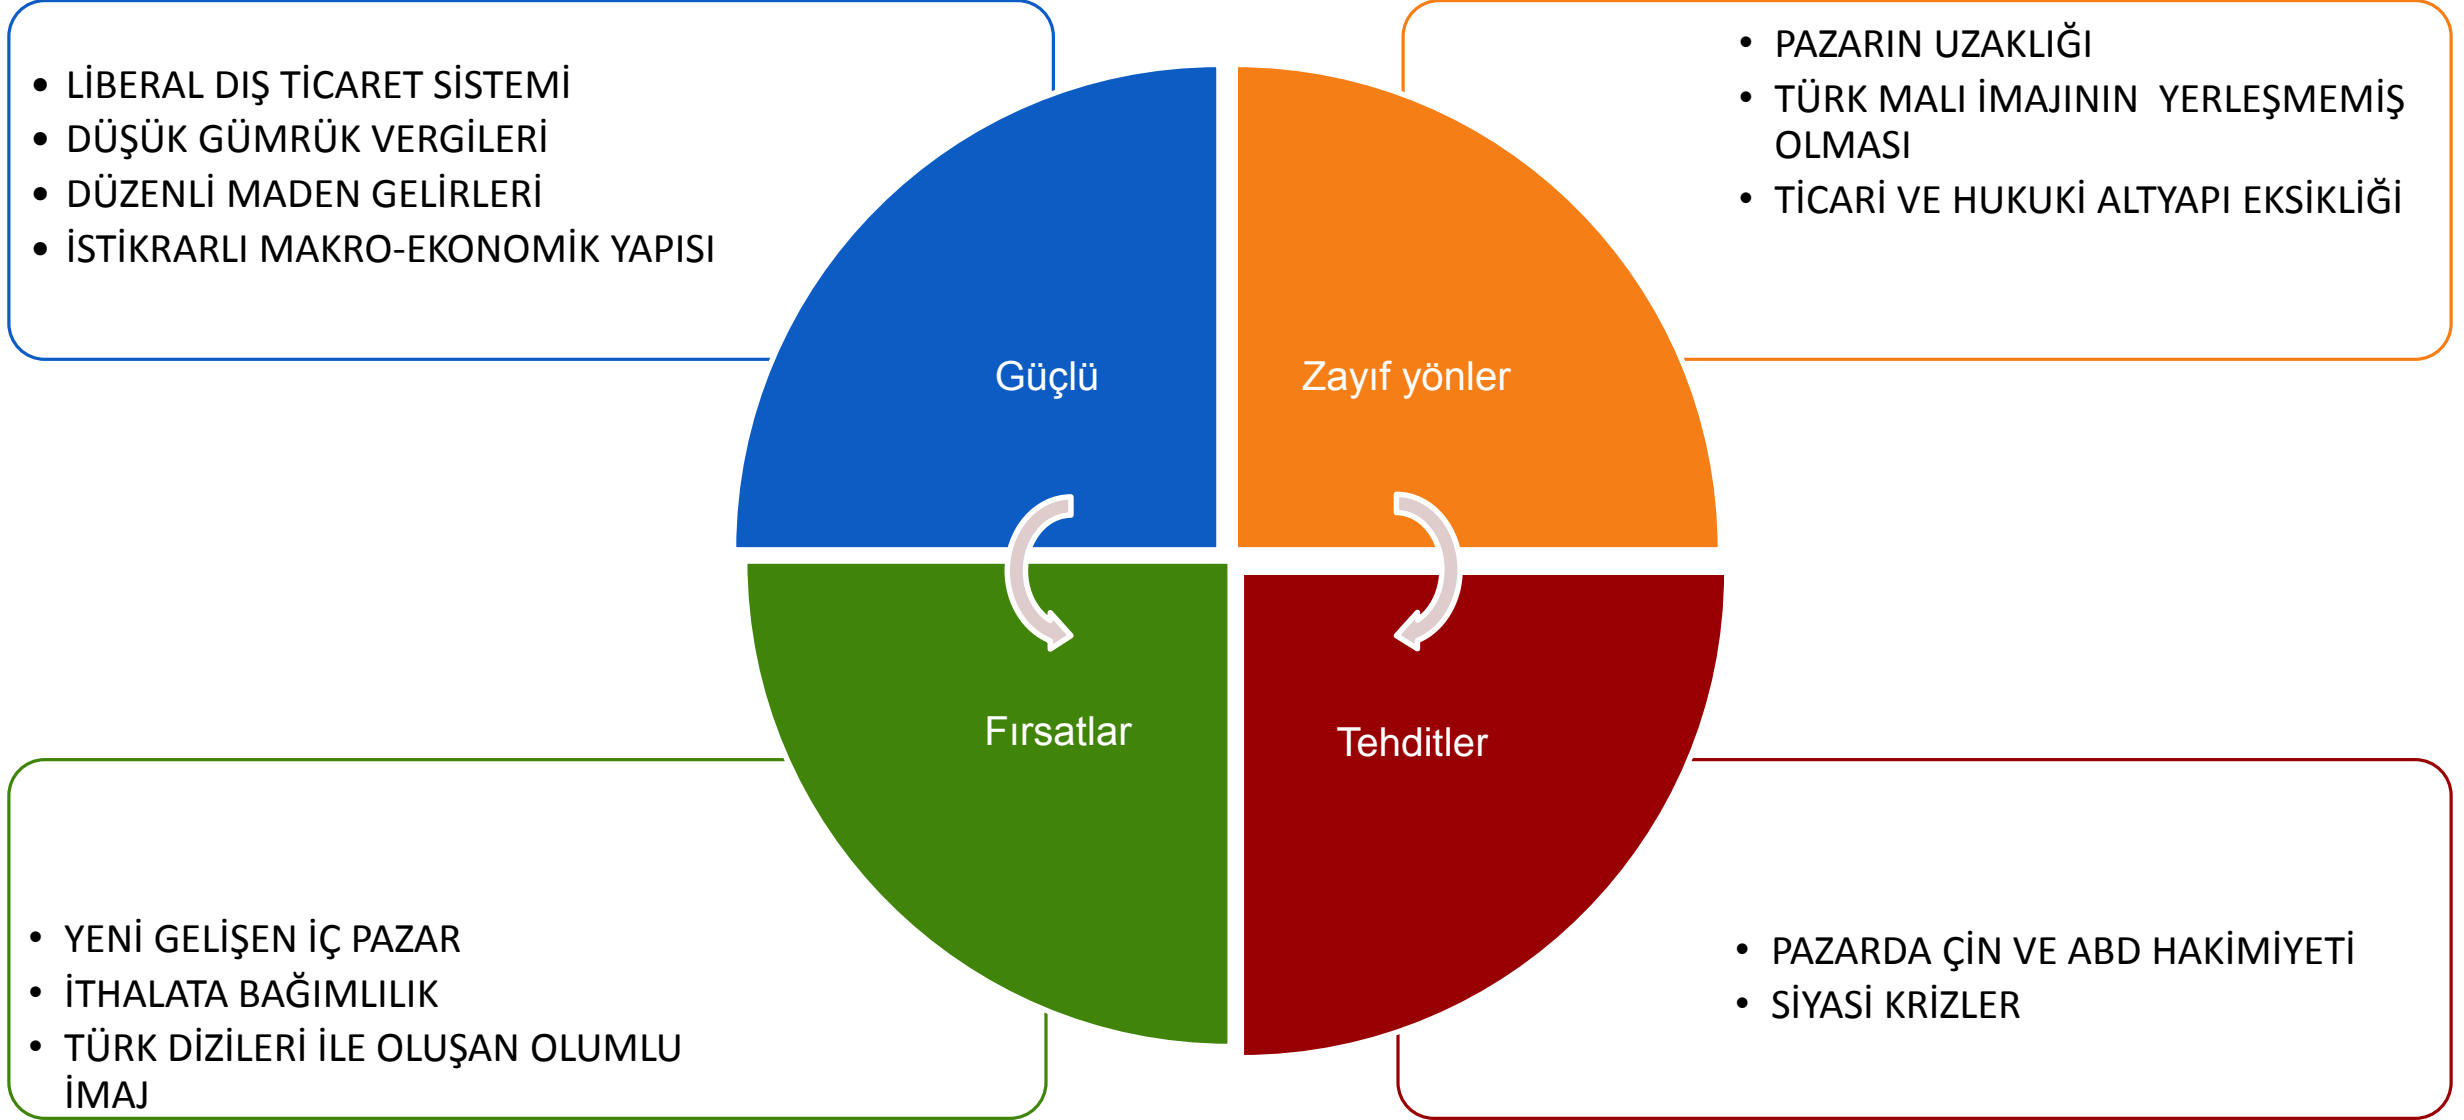 • LİBERAL DIŞ TİCARET SİSTEMİ
• DÜŞÜK GÜMRÜK VERGİLERİ
• DÜZENLİ MADEN GELİRLERİ
• İSTİKRARLI MAKRO-EKONOMİK YAPISI
• PAZARIN UZAKLIĞI
• TÜRK MALI İMAJININ YERLEŞMEMİŞ
OLMASI
• TİCARİ VE HUKUKİ ALTYAPI EKSİKLİĞİ
Güçlü
Zayıf yönler
Fırsatlar
Tehditler
• YENİ GELİŞEN İÇ PAZAR
• İTHALATA BAĞIMLILIK
• TÜRK DİZİLERİ İLE OLUŞAN OLUMLU
İMAJ
• PAZARDA ÇİN VE ABD HAKİMİYETİ
• SİYASİ KRİZLER